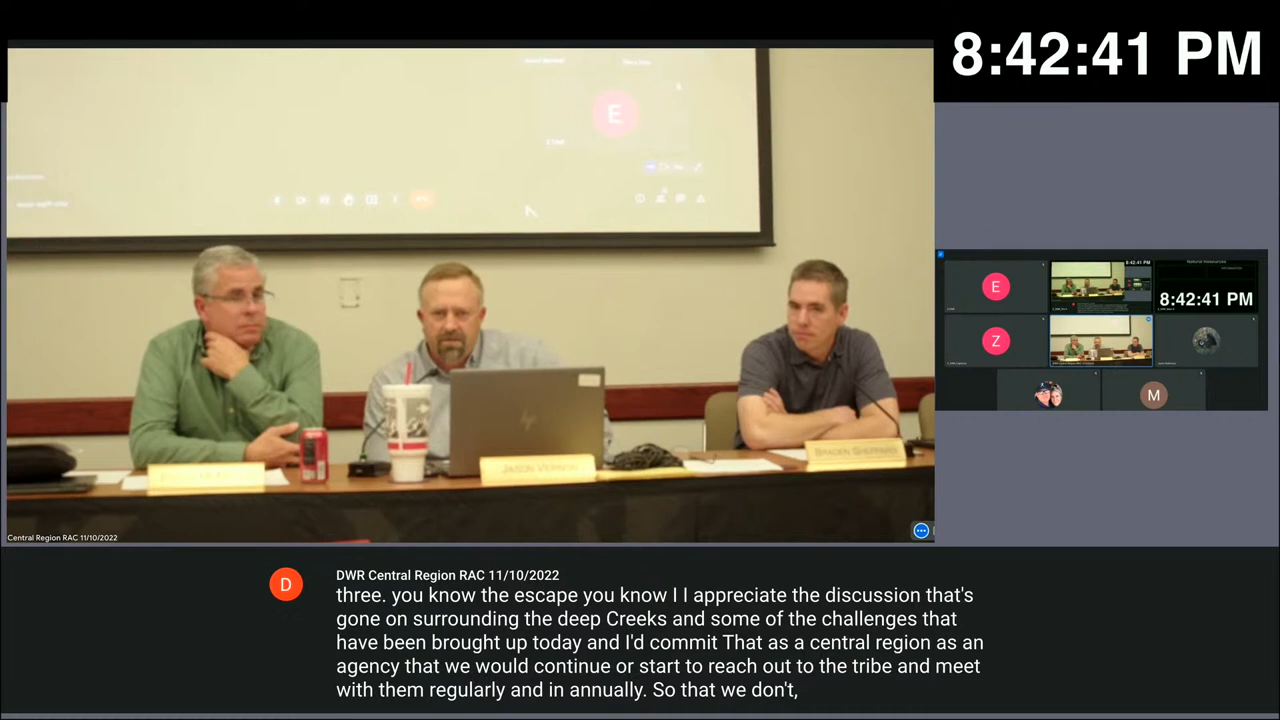 8:42:41 PM
E
JASON VERNON
BRADEN SHEPPARD
Central Region RAC 11/10/2022
E
8:42:41 PM
Z
M
D
DWR Central Region RAC 11/10/2022
three. you know the escape you know I I appreciate the discussion that's
gone on surrounding the deep Creeks and some of the challenges that
have been brought up today and I'd commit That as a central region as an
agency that we would continue or start to reach out to the tribe and meet
with them regularly and in annually. So that we don't,